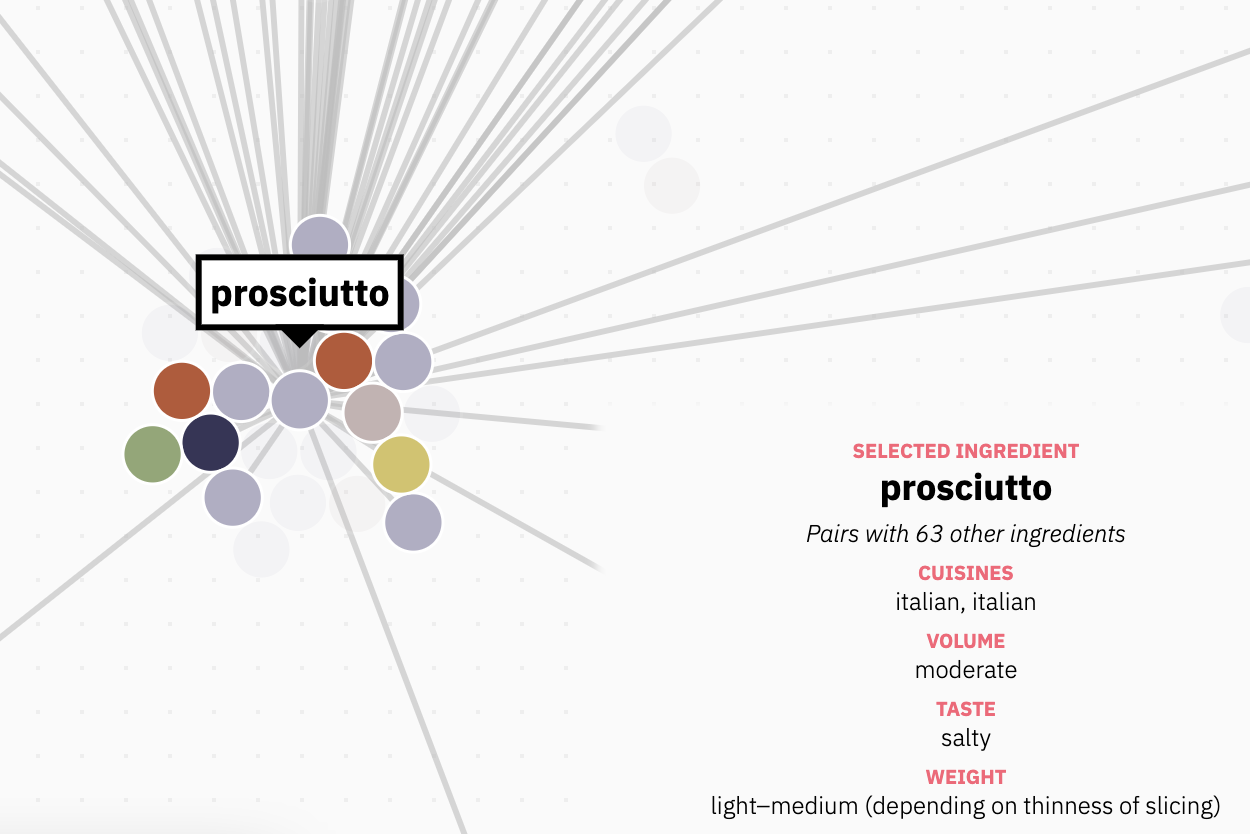 prosciutto
SELECTED INGREDIENT
prosciutto
Pairs with 63 other ingredients
CUISINES
italian, italian
VOLUME
moderate
TASTE
salty
WEIGHT
light–medium (depending on thinness of slicing)